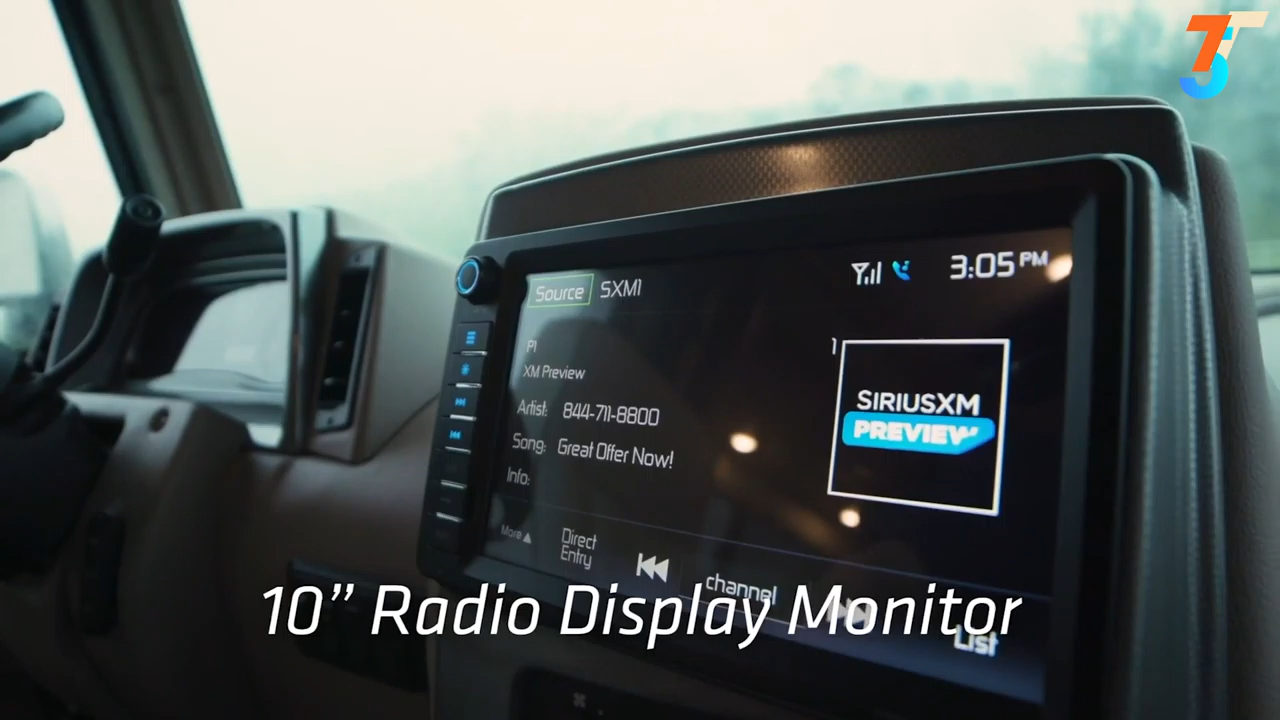 Source SXM1
3:05 PM
P1
XM Preview
1
Artist: 844-711-8800
Song: Great Offer Now!
Info:
SIRIUSXM
PREVIEW
More
Direct
Entry
channel
List
10” Radio Display Monitor